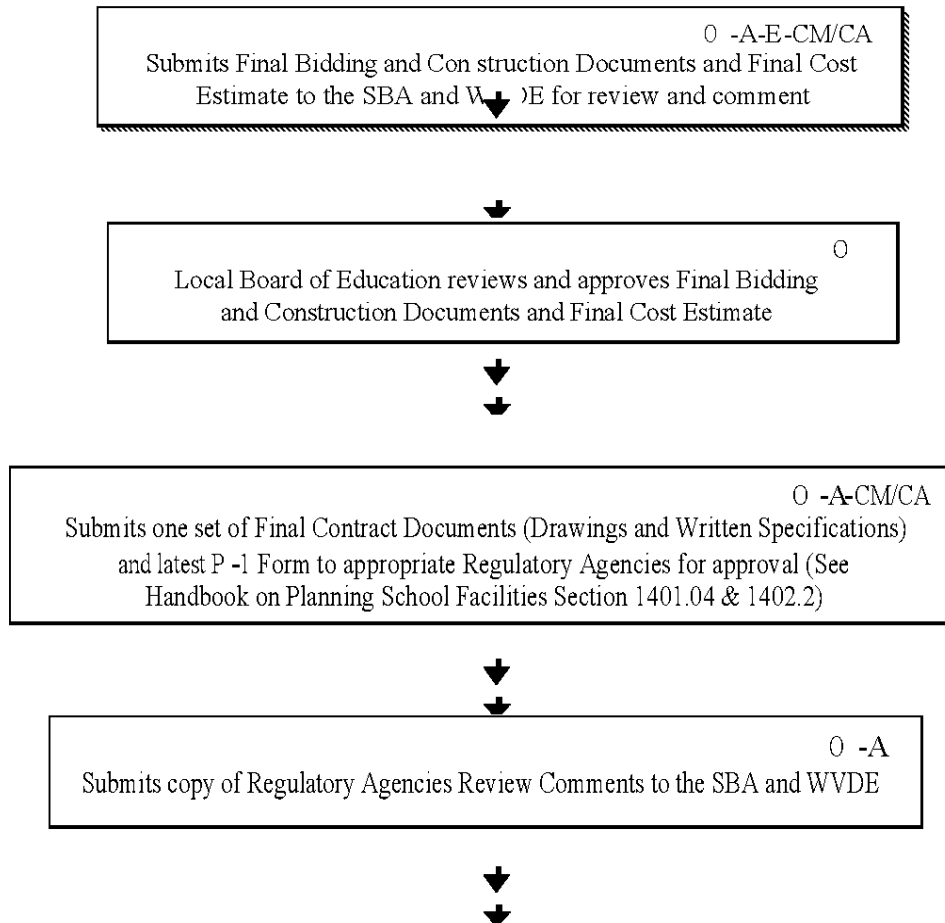 O -A-E-CM/CA
Submits Final Bidding and Con struction Documents and Final Cost
Estimate to the SBA and for review and comment
O
Local Board of Education reviews and approves Final Bidding
and Construction Documents and Final Cost Estimate
O -A-CM/CA
Submits one set of Final Contract Documents (Drawings and Written Specifications)
and latest P -1 Form to appropriate Regulatory Agencies for approval (See
Handbook on Planning School Facilities Section 1401.04 & 1402.2)
O -A
Submits copy of Regulatory Agencies Review Comments to the SBA and WVDE